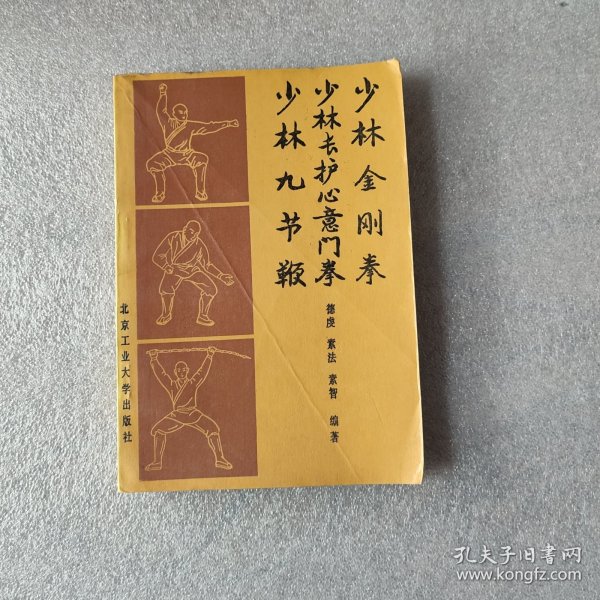 少林金刚拳
少林长护心意门拳
少林九节鞭
德虔 素法 素智 编著
北京工业大学出版社
孔夫子旧书网
www.kongfz.com